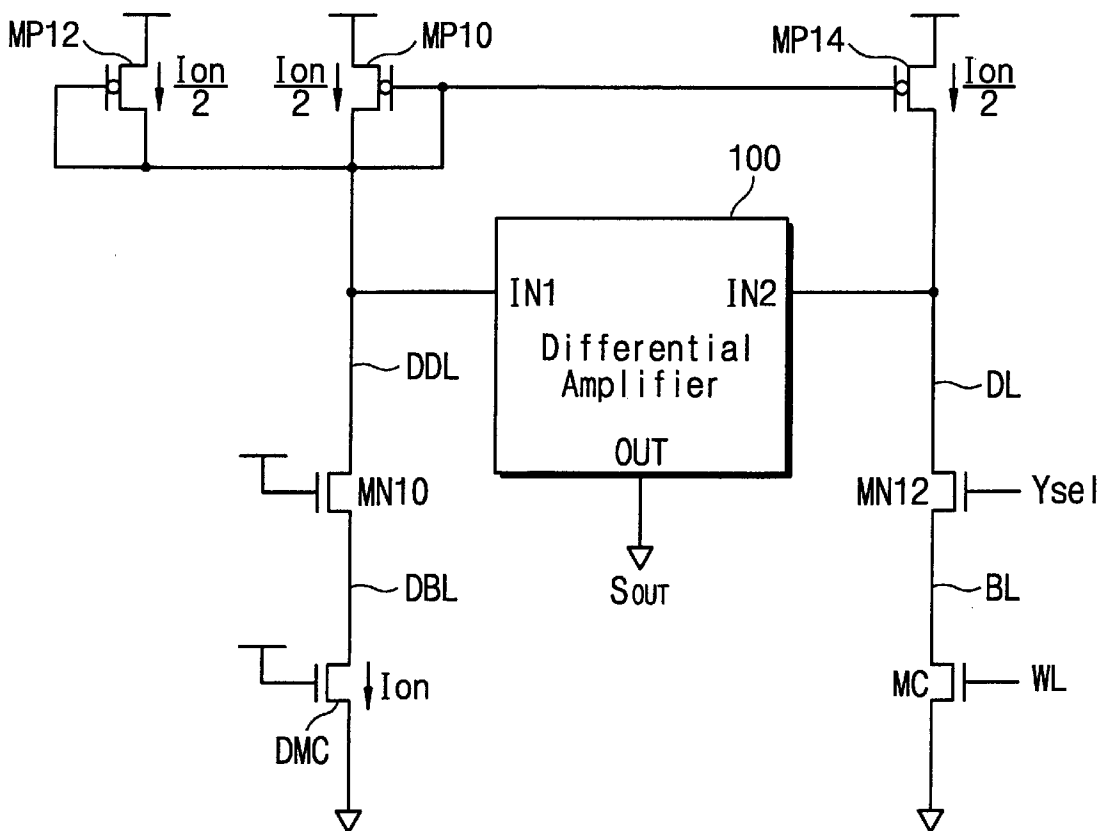 MP12
MP10
MP14
Ion
2
Ion
2
Ion
2
100
IN1
IN2
Differential
Amplifier
OUT
DDL
DL
MN10
MN12
Ysel
SOUT
DBL
BL
Ion
MC
WL
DMC